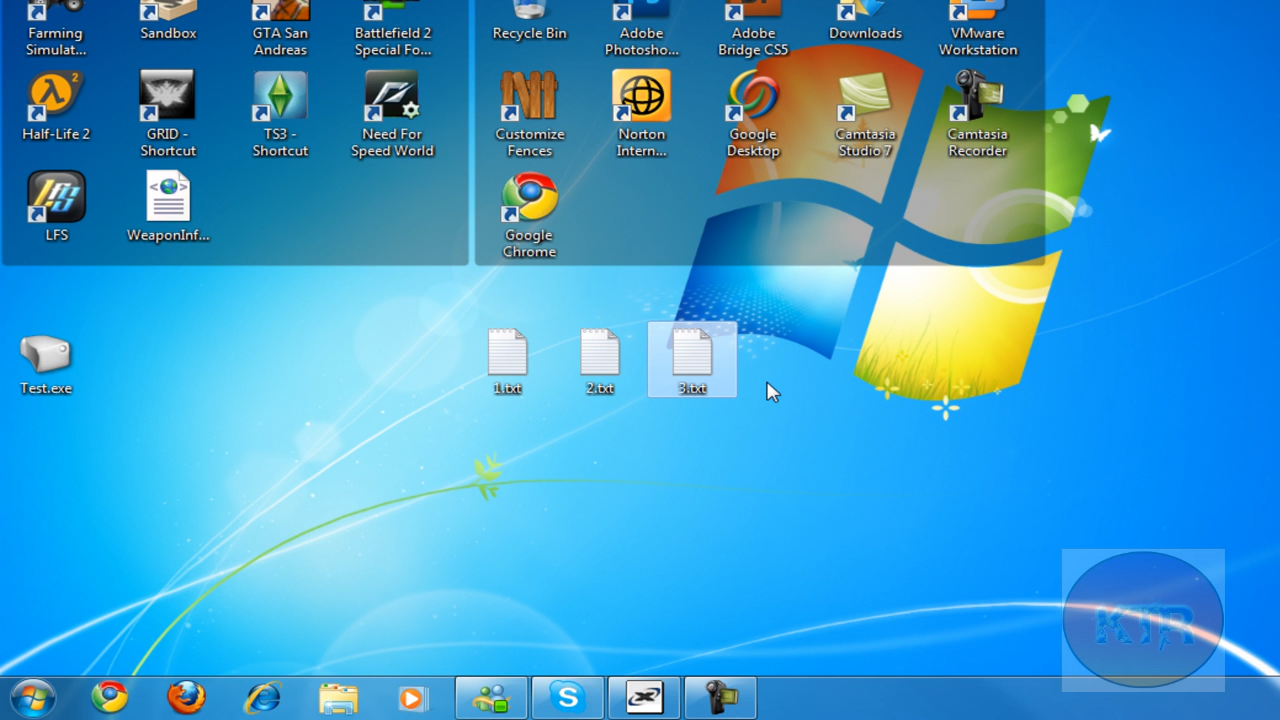 Farming
Simulat...
Sandbox
GTA San
Andreas
Battlefield 2
Special Fo...
Recycle Bin
Adobe
Photosho...
Adobe
Bridge CS5
Downloads
VMware
Workstation
Half-Life 2
GRID -
Shortcut
TS3 -
Shortcut
Need For
Speed World
Customize
Fences
Norton
Intern...
Google
Desktop
Camtasia
Studio 7
Camtasia
Recorder
LFS
WeaponInf...
Google
Chrome
Test.exe
1.txt
2.txt
3.txt
KTR